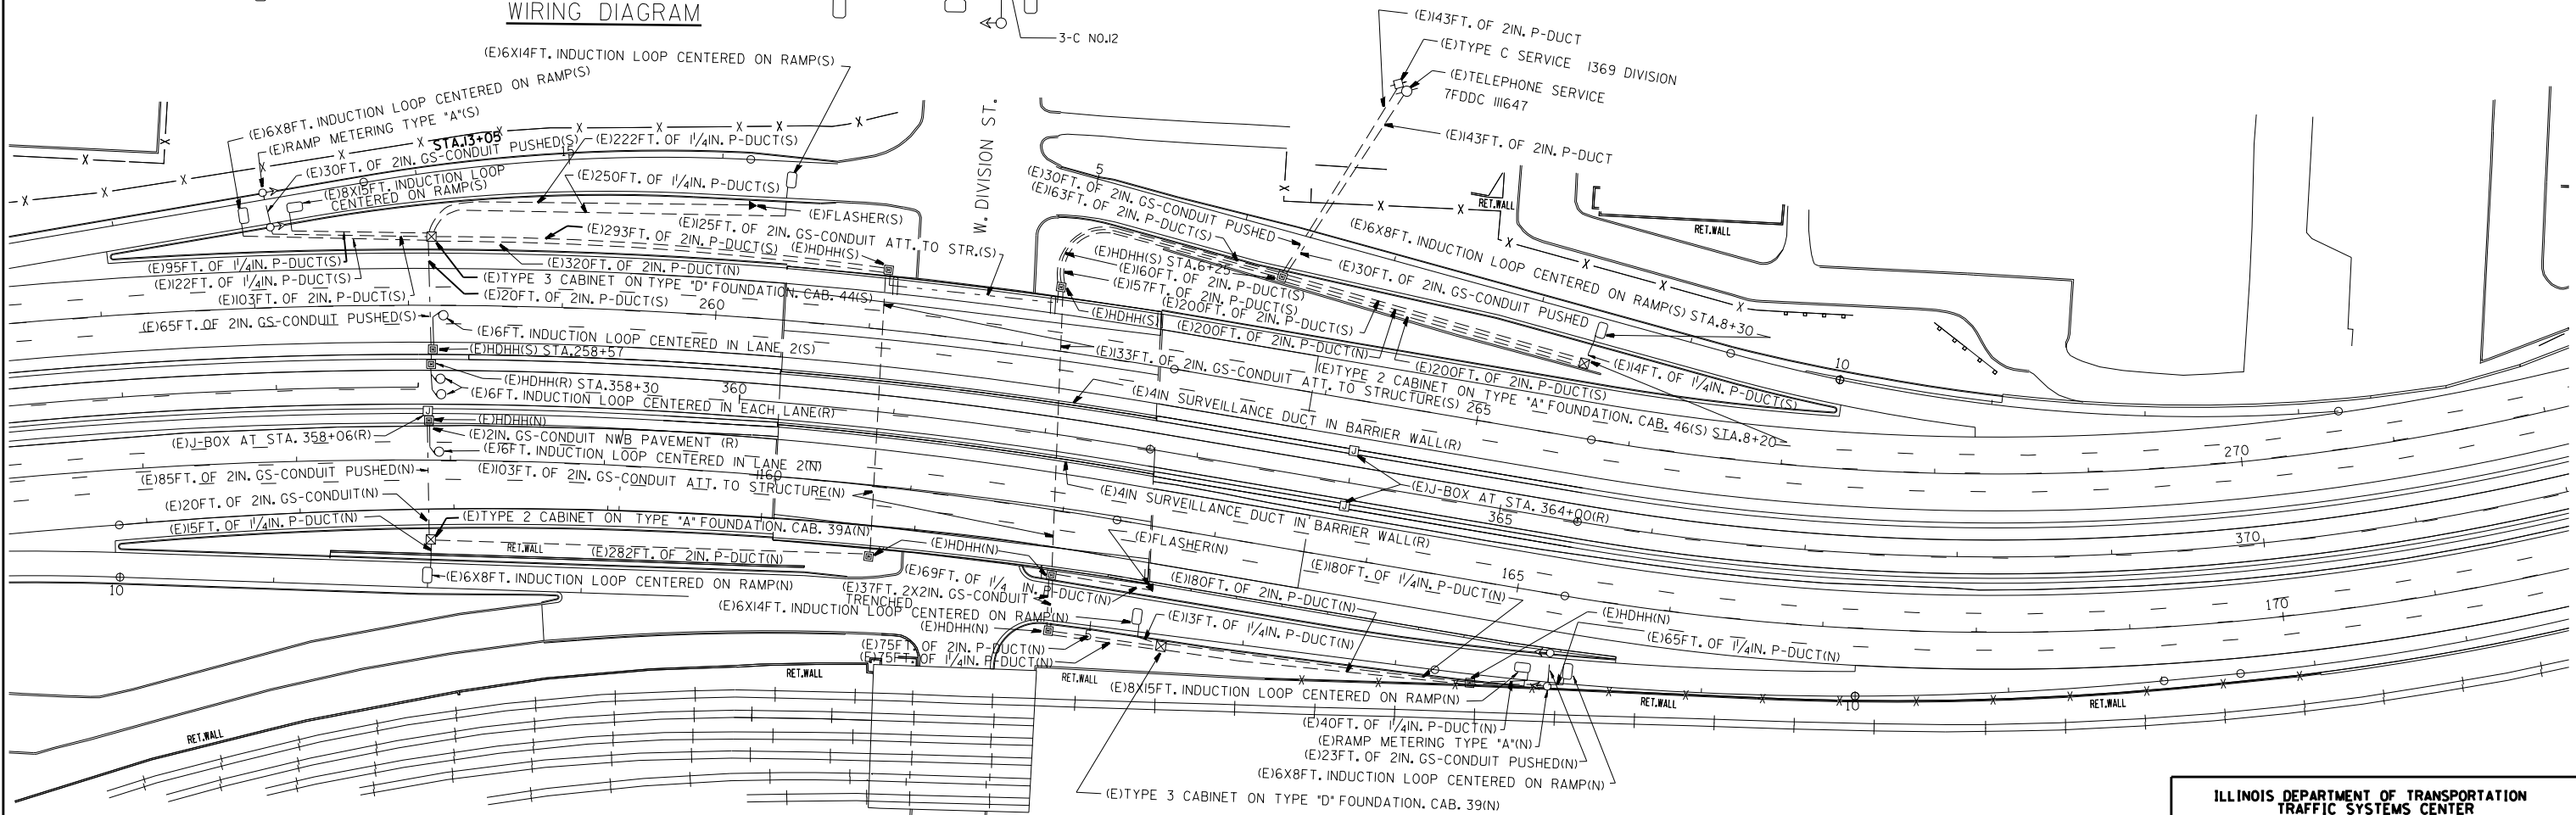 WIRING DIAGRAM
3-C NO.12
(E)143FT. OF 2IN. P-DUCT
(E)TYPE C SERVICE 1369 DIVISION
(E)TELEPHONE SERVICE
7FDDC 111647
(E)143FT. OF 2IN. P-DUCT
(E)6X14FT. INDUCTION LOOP CENTERED ON RAMP(S)
(E)6X8FT. INDUCTION LOOP CENTERED ON RAMP(S)
(E)RAMP METERING TYPE "A"(S)
STA.13+05
(E)30FT. OF 2IN. GS-CONDUIT PUSHED(S)
15
(E)222FT. OF 1 1/4IN. P-DUCT(S)
(E)8X15FT. INDUCTION LOOP
CENTERED ON RAMP(S)
(E)250FT. OF 1 1/4IN. P-DUCT(S)
(E)FLASHER(S)
(E)125FT. OF 2IN. GS-CONDUIT ATT. TO STR.(S)
(E)293FT. OF 2IN. P-DUCT(S)
(E)HDHH(S)
W. DIVISION ST.
(E)95FT. OF 1 1/4IN. P-DUCT(S)
(E)122FT. OF 1 1/4IN. P-DUCT(S)
(E)103FT. OF 2IN. P-DUCT(S)
(E)320FT. OF 2IN. P-DUCT(N)
(E)TYPE 3 CABINET ON TYPE "D" FOUNDATION. CAB. 44(S)
(E)20FT. OF 2IN. P-DUCT(S)
260
(E)65FT. OF 2IN. GS-CONDUIT PUSHED(S)
(E)6FT. INDUCTION LOOP CENTERED IN LANE 2(S)
(E)HDHH(S) STA.258+57
(E)HDHH(R) STA.358+30
360
(E)6FT. INDUCTION LOOP CENTERED IN EACH LANE(R)
(E)HDHH(N)
(E)J-BOX AT STA. 358+06(R)
(E)2IN. GS-CONDUIT NWB PAVEMENT (R)
(E)6FT. INDUCTION LOOP CENTERED IN LANE 2(N)
(E)85FT. OF 2IN. GS-CONDUIT PUSHED(N)
(E)103FT. OF 2IN. GS-CONDUIT ATT. TO STRUCTURE(N)
160
(E)20FT. OF 2IN. GS-CONDUIT(N)
(E)15FT. OF 1 1/4IN. P-DUCT(N)
(E)TYPE 2 CABINET ON TYPE "A" FOUNDATION. CAB. 39A(N)
RET.WALL
(E)282FT. OF 2IN. P-DUCT(N)
(E)6X8FT. INDUCTION LOOP CENTERED ON RAMP(N)
10
5
(E)30FT. OF 2IN. GS-CONDUIT PUSHED
(E)163FT. OF 2IN. P-DUCT(S)
(E)6X8FT. INDUCTION LOOP CENTERED ON RAMP(S) STA.8+30
RET.WALL
RET.WALL
(E)HDHH(S) STA.6+25
(E)160FT. OF 2IN. P-DUCT(S)
(E)157FT. OF 2IN. P-DUCT(S)
(E)200FT. OF 2IN. P-DUCT(S)
(E)HDHH(S)
(E)200FT. OF 2IN. P-DUCT(N)
(E)30FT. OF 2IN. GS-CONDUIT PUSHED
(E)200FT. OF 2IN. P-DUCT(S)
(E)14FT. OF 1 1/4IN. P-DUCT(S)
10
(E)133FT. OF 2IN. GS-CONDUIT ATT. TO STRUCTURE(S)
265
(E)TYPE 2 CABINET ON TYPE "A" FOUNDATION. CAB. 46(S) STA.8+20
(E)4IN SURVEILLANCE DUCT IN BARRIER WALL(R)
270
(E)J-BOX AT STA. 364+00(R)
365
370
(E)4IN SURVEILLANCE DUCT IN BARRIER WALL(R)
(E)HDHH(N)
(E)FLASHER(N)
(E)69FT. OF 1 1/4
IN. P-DUCT(N)
(E)37FT. 2X2IN. GS-CONDUIT
TRENCHED
(E)180FT. OF 2IN. P-DUCT(N)
(E)180FT. OF 1 1/4IN. P-DUCT(N)
165
170
(E)6X14FT. INDUCTION LOOP CENTERED ON RAMP(N)
(E)HDHH(N)
(E)13FT. OF 1 1/4IN. P-DUCT(N)
(E)HDHH(N)
(E)65FT. OF 1 1/4IN. P-DUCT(N)
(E)75FT. OF 2IN. P-DUCT(N)
(E)75FT. OF 1 1/4IN. P-DUCT(N)
RET.WALL
RET.WALL
(E)8X15FT. INDUCTION LOOP CENTERED ON RAMP(N)
RET.WALL
10
RET.WALL
RET.WALL
(E)40FT. OF 1 1/4IN. P-DUCT(N)
(E)RAMP METERING TYPE "A"(N)
(E)23FT. OF 2IN. GS-CONDUIT PUSHED(N)
(E)6X8FT. INDUCTION LOOP CENTERED ON RAMP(N)
(E)TYPE 3 CABINET ON TYPE "D" FOUNDATION. CAB. 39(N)
ILLINOIS DEPARTMENT OF TRANSPORTATION
TRAFFIC SYSTEMS CENTER